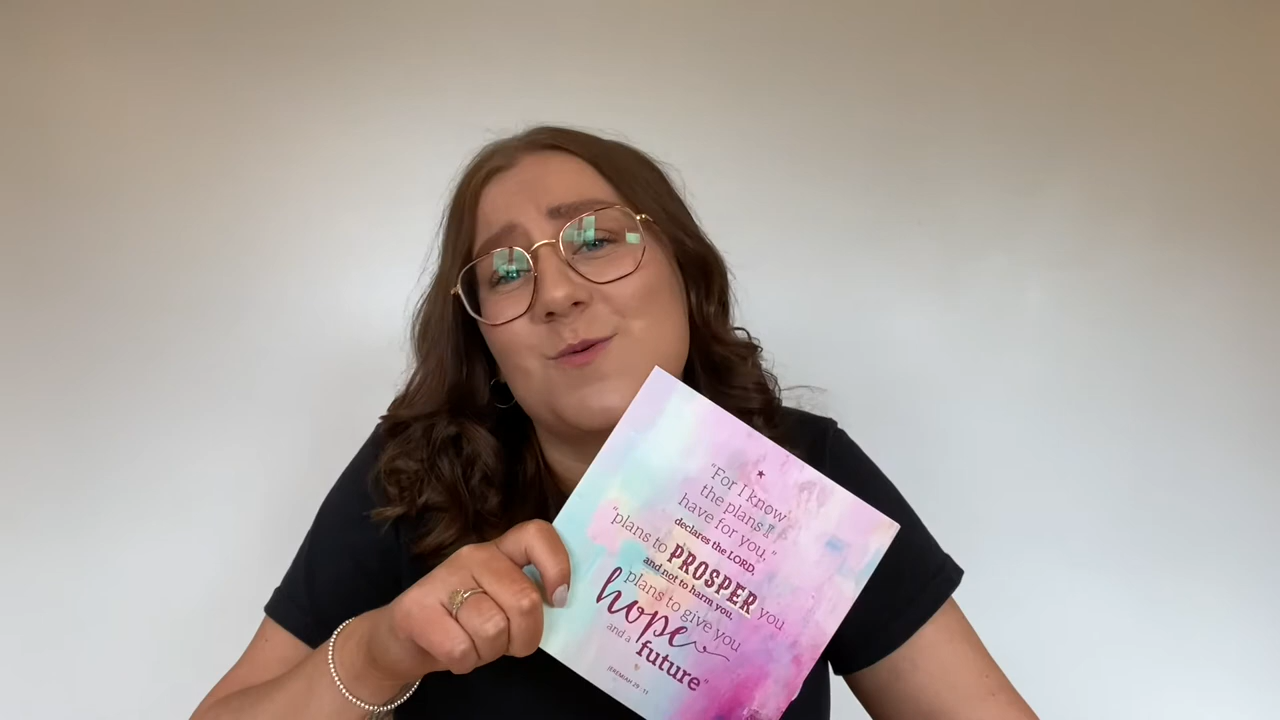 “For I know
the plans I
have for you,”
declares the LORD,
“plans to PROSPER you
and not to harm you,
plans to give you
hope
and a future”
JEREMIAH 29 : 11